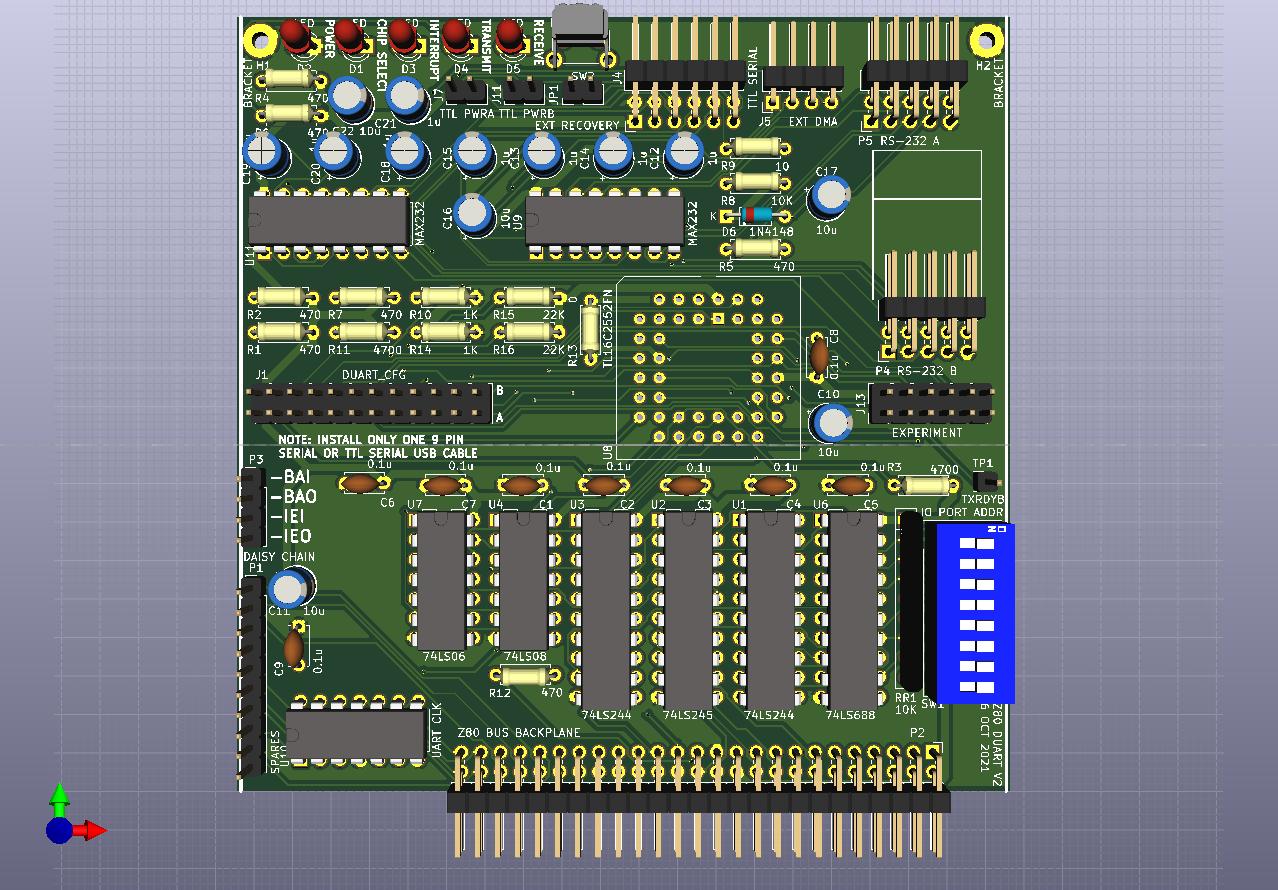 H1
BRACKET
POWER
D1
CHIP SELECT
D3
INTERRUPT
D4
TRANSMIT
D5
RECEIVE
SW2
J4
TTL SERIAL
J5
EXT DMA
P5 RS-232 A
H2
BRACKET
R4
470
C22 10u
C21
1u
J7
J11
JP1
TTL PWRA
TTL PWRB
EXT RECOVERY
C19
C20
C18
C15
C13
1u
C14
1u
C12
1u
R9
10
R8
10K
K
D6
1N4148
R5
470
C17
10u
U11
MAX232
C16
10u
U9
MAX232
R2
470
R7
470
R10
1K
R15
22K
R1
470
R11
4700
R14
1K
R16
22K
0
R13
TL16C2552FN
U8
C8
0.1u
P4 RS-232 B
J1
DUART_CFG
B
A
C10
10u
J13
EXPERIMENT
NOTE: INSTALL ONLY ONE 9 PIN
SERIAL OR TTL SERIAL USB CABLE
P3
-BAI
-BAO
-IEI
-IEO
DAISY CHAIN
0.1u
C6
0.1u
0.1u
0.1u
0.1u
0.1u
0.1u
R3
4700
TP1
TXRDYB
U7
C7
U4
C1
U3
C2
U2
C3
U1
C4
U6
C5
IO PORT ADDR
ON
P1
C11
10u
C9
0.1u
74LS06
74LS08
R12
470
74LS244
74LS245
74LS244
74LS688
RR1
10K
SW1
SPARES
U10
UART CLK
Z80 BUS BACKPLANE
P2
Z80 DUART V2
6 OCT 2021